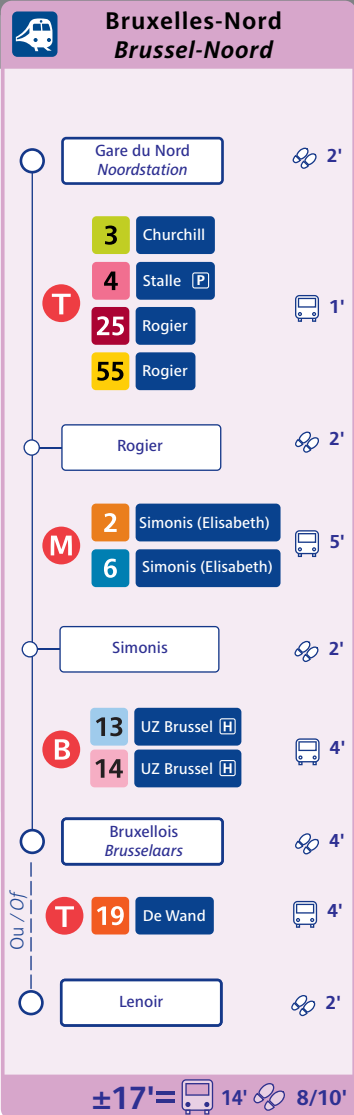 Bruxelles-Nord
Brussel-Noord
Gare du Nord
Noordstation
2'
3 Churchill
4 Stalle P
T
1'
25 Rogier
55 Rogier
Rogier
2'
2 Simonis (Elisabeth)
M
5'
6 Simonis (Elisabeth)
Simonis
2'
13 UZ Brussel H
B
4'
14 UZ Brussel H
Bruxellois
Brusselaars
4'
Ou / Of
T 19 De Wand 4'
Lenoir 2'
±17'= 14' 8/10'